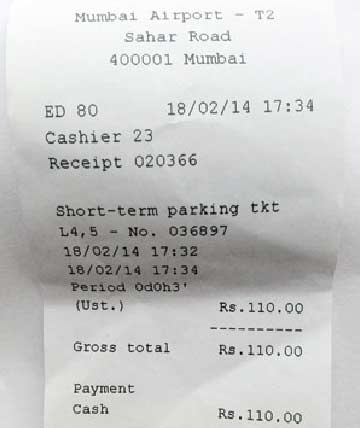 Mumbai Airport - T2
Sahar Road
400001 Mumbai
ED 80 18/02/14 17:34
Cashier 23
Receipt 020366
Short-term parking tkt
L4,5 - No. 036897
18/02/14 17:32
18/02/14 17:34
Period 0d0h3'
(Ust.) Rs.110.00
----------
Gross total Rs.110.00
Payment
Cash Rs.110.00